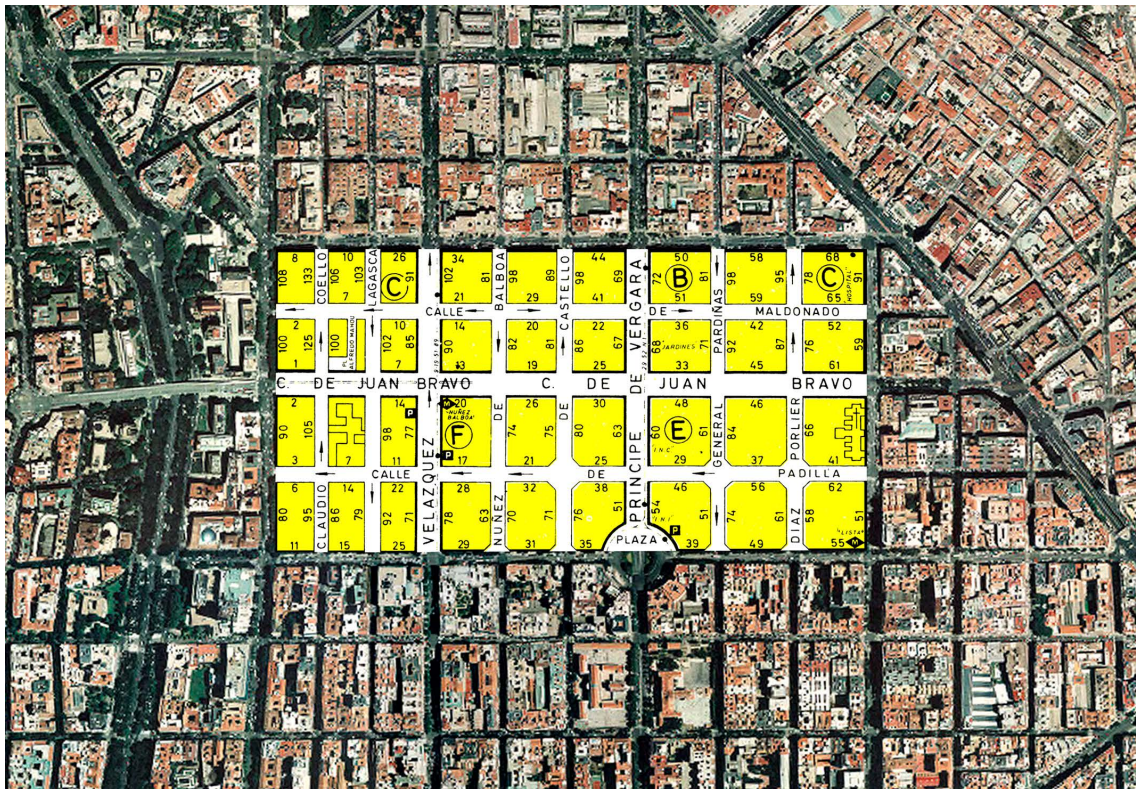 8 10 26 34 44 50 58 68
108 133 COELLO 106 103 LAGASCA C 91 102 81 BALBOA 98 89 CASTELLO 98 69 VERGARA 72 B 81 PARDIÑAS 98 95 78 C HOSPITAL 91
7 21 29 41 51 59 65
CALLE DE MALDONADO
2 10 14 20 22 36 42 52
100 125 100 PL. ALFREDO MAHOU 102 85 90 82 81 86 67 68 JARDINES 71 92 87 76 59
1 7 13 19 25 33 45 61
C. DE JUAN BRAVO C. DE JUAN BRAVO
2 14 P M 20 26 30 48
"NUÑEZ BALBOA"
90 105 98 77 F 74 75 80 63 60 E 61 84 PORLIER 66
3 7 11 P 17 21 I.N.C. 29 37 41
CALLE DE PADILLA
6 14 22 28 32 38 46 56 62
80 95 CLAUDIO 86 79 92 71 VELAZQUEZ 78 63 NUÑEZ DE 70 71 DE 76 51 PRINCIPE DE 54 "I.N.I." 51 GENERAL 74 61 DIAZ 58 51
11 15 25 29 31 35 PLAZA P 39 49 "LISTA" 55 M